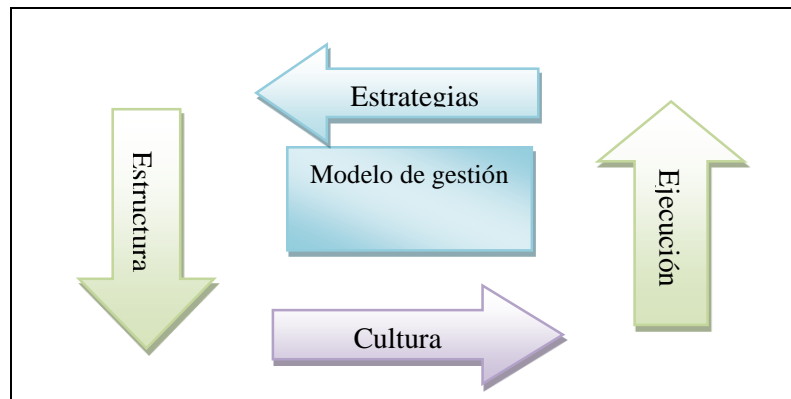 Estrategias
Estructura
Modelo de gestión
Ejecución
Cultura